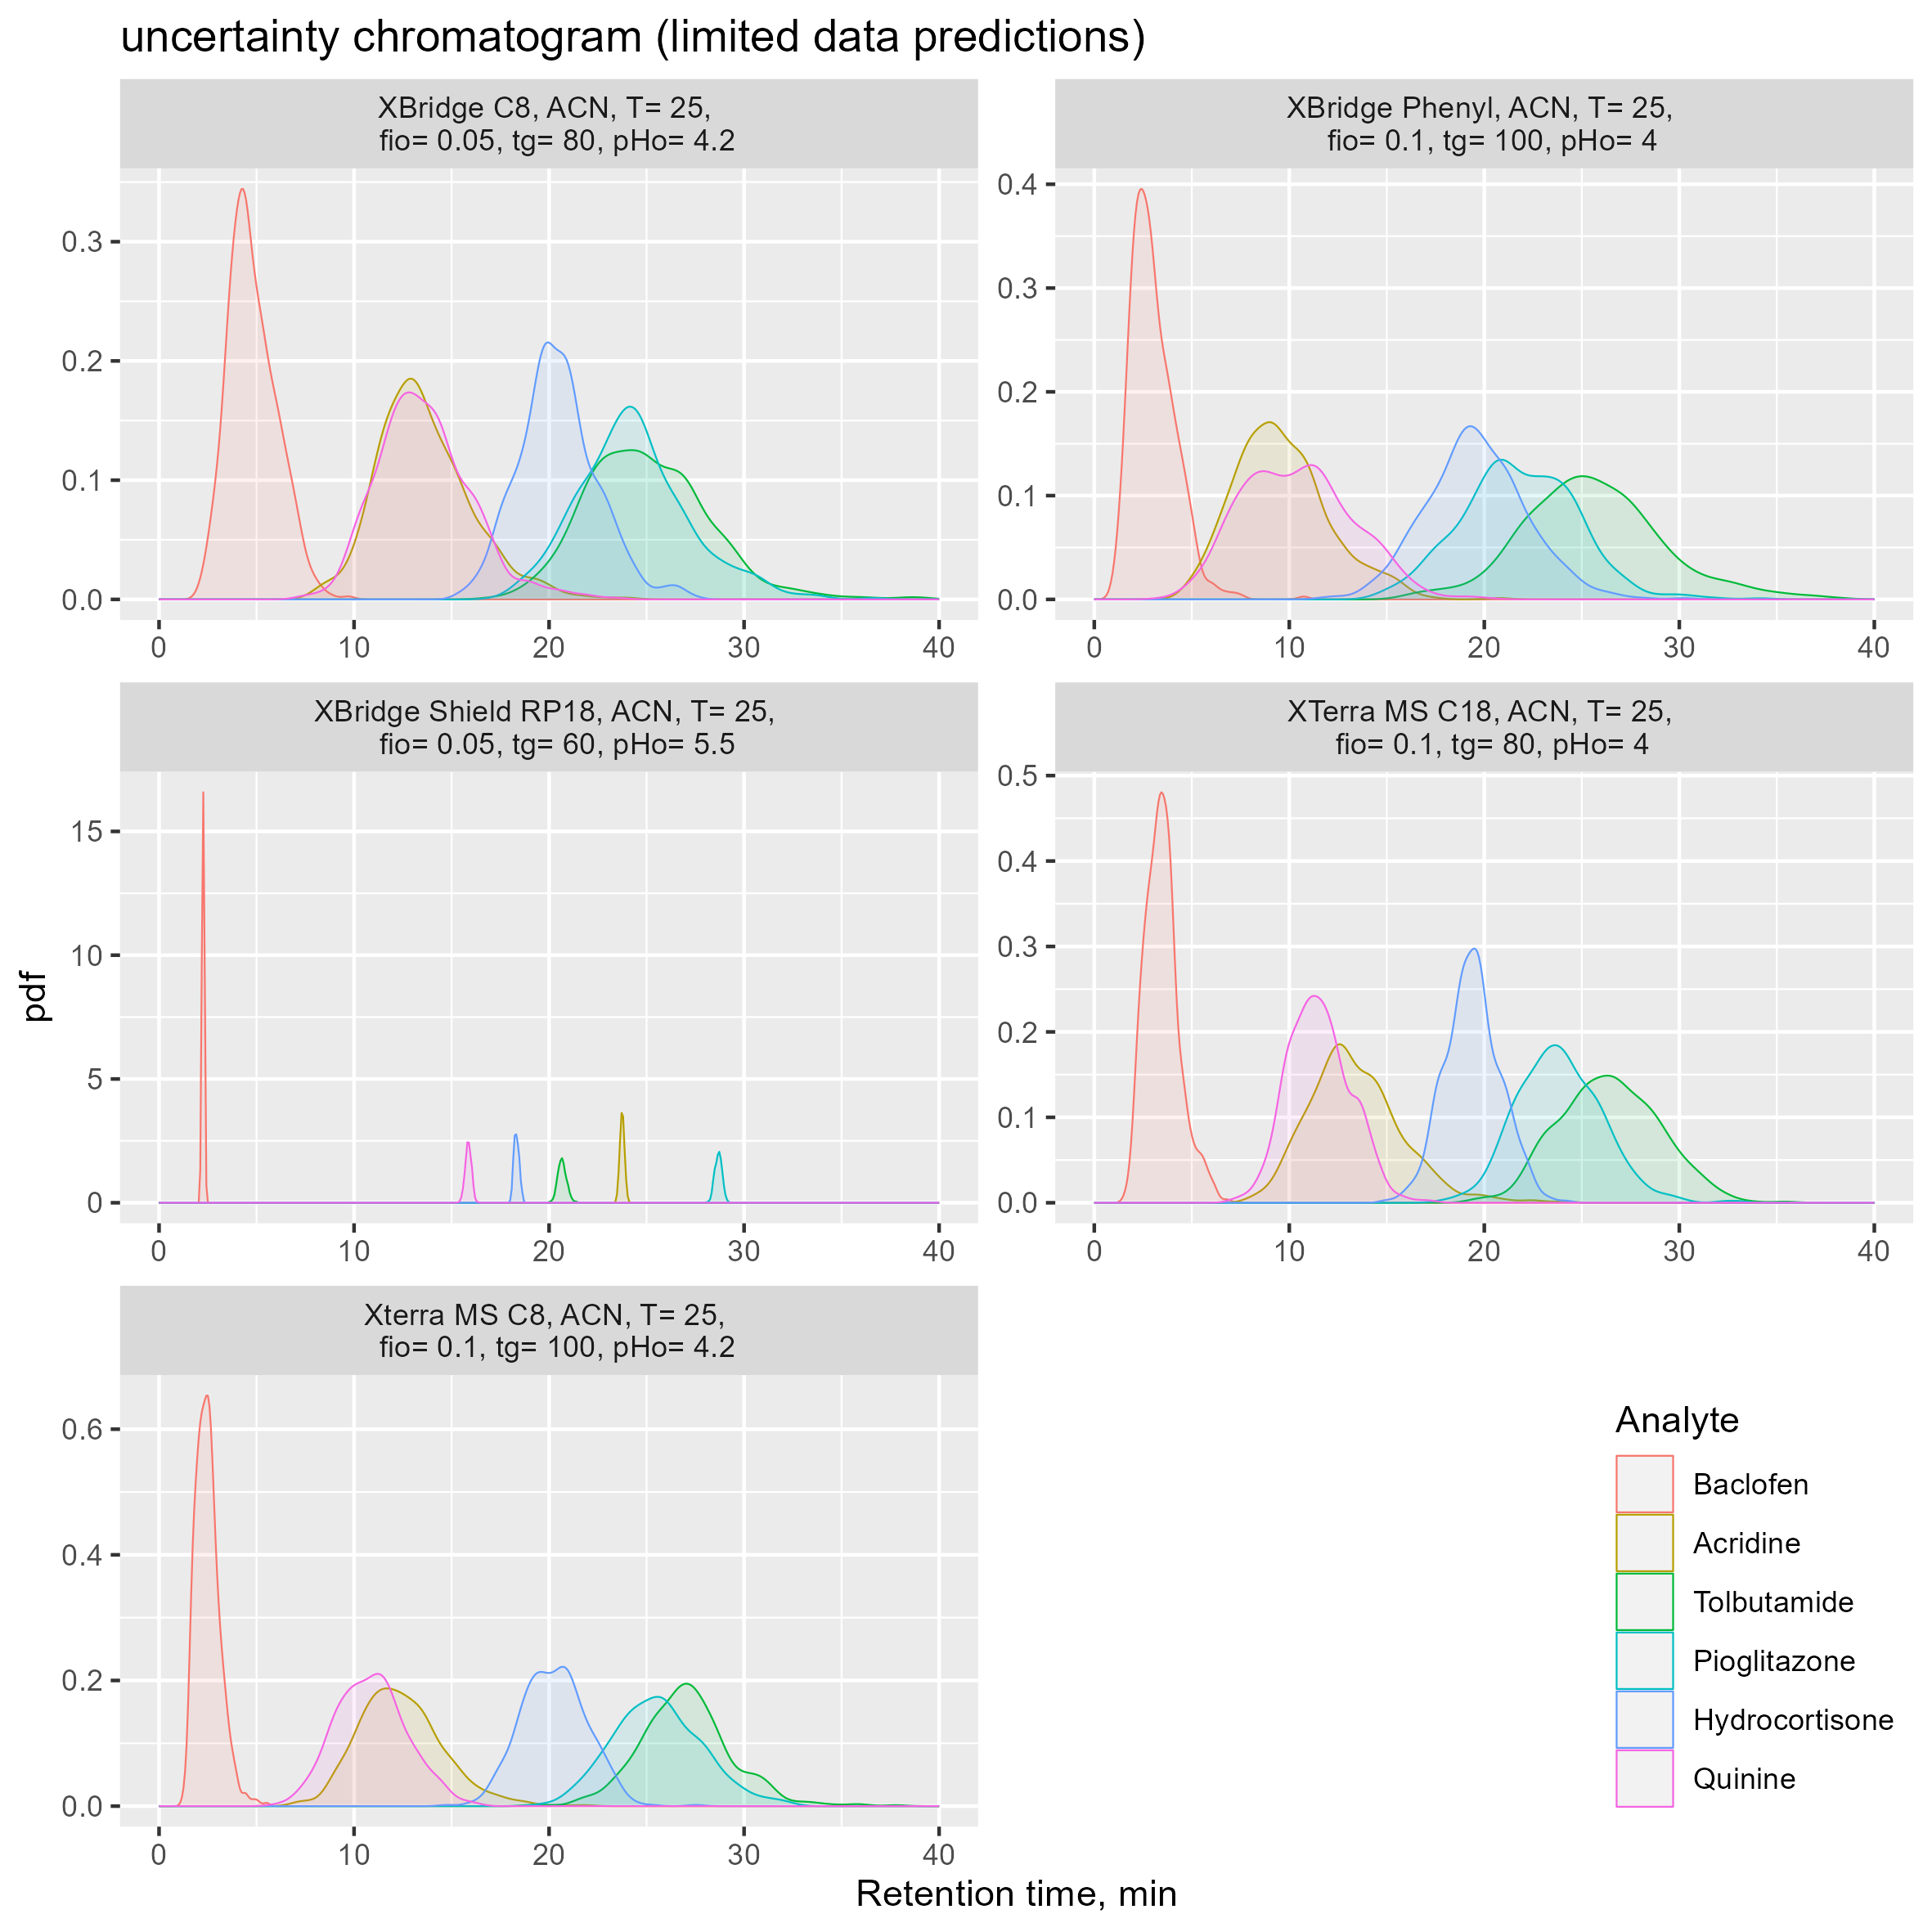 uncertainty chromatogram (limited data predictions)
XBridge C8, ACN, T= 25,
fio= 0.05, tg= 80, pHo= 4.2
0.3
0.2
0.1
0.0
0 10 20 30 40
XBridge Phenyl, ACN, T= 25,
fio= 0.1, tg= 100, pHo= 4
0.4
0.3
0.2
0.1
0.0
0 10 20 30 40
XBridge Shield RP18, ACN, T= 25,
fio= 0.05, tg= 60, pHo= 5.5
15
10
5
0
0 10 20 30 40
XTerra MS C18, ACN, T= 25,
fio= 0.1, tg= 80, pHo= 4
0.5
0.4
0.3
0.2
0.1
0.0
0 10 20 30 40
Xterra MS C8, ACN, T= 25,
fio= 0.1, tg= 100, pHo= 4.2
0.6
0.4
0.2
0.0
0 10 20 30 40
pdf
Retention time, min
Analyte
Baclofen
Acridine
Tolbutamide
Pioglitazone
Hydrocortisone
Quinine